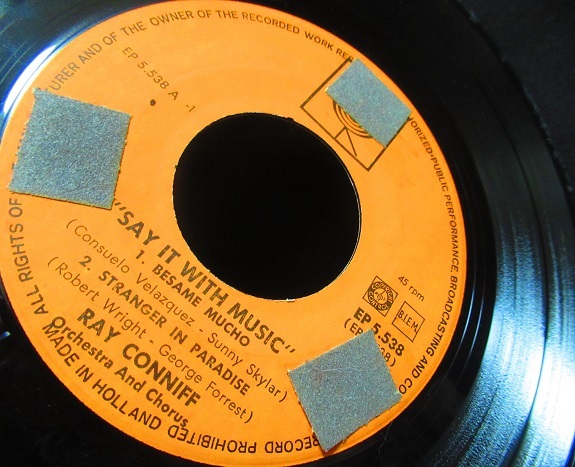 TURER AND OF THE OWNER OF THE RECORDED WORK RE
ORIZED·PUBLIC PERFORMANCE, BROADCASTING AND CO
ALL RIGHTS OF
RECORD PROHIBITED
EP 5.538 A -1
45 rpm
B.I.E.M.
EP 5.538
"SAY IT WITH MUSIC"
1. BESAME MUCHO
(Consuelo Velazquez - Sunny Skylar)
2. STRANGER IN PARADISE
(Robert Wright - George Forrest)
RAY CONNIFF
Orchestra And Chorus
MADE IN HOLLAND